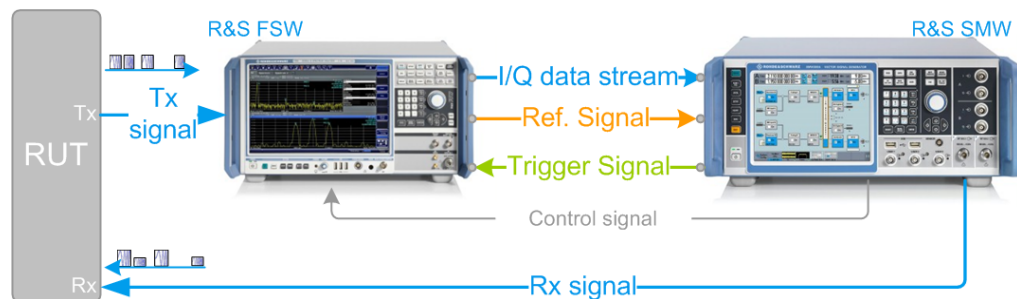 R&S FSW
R&S SMW
Tx
signal
Tx
RUT
I/Q data stream
Ref. Signal
Trigger Signal
Control signal
Rx
Rx signal